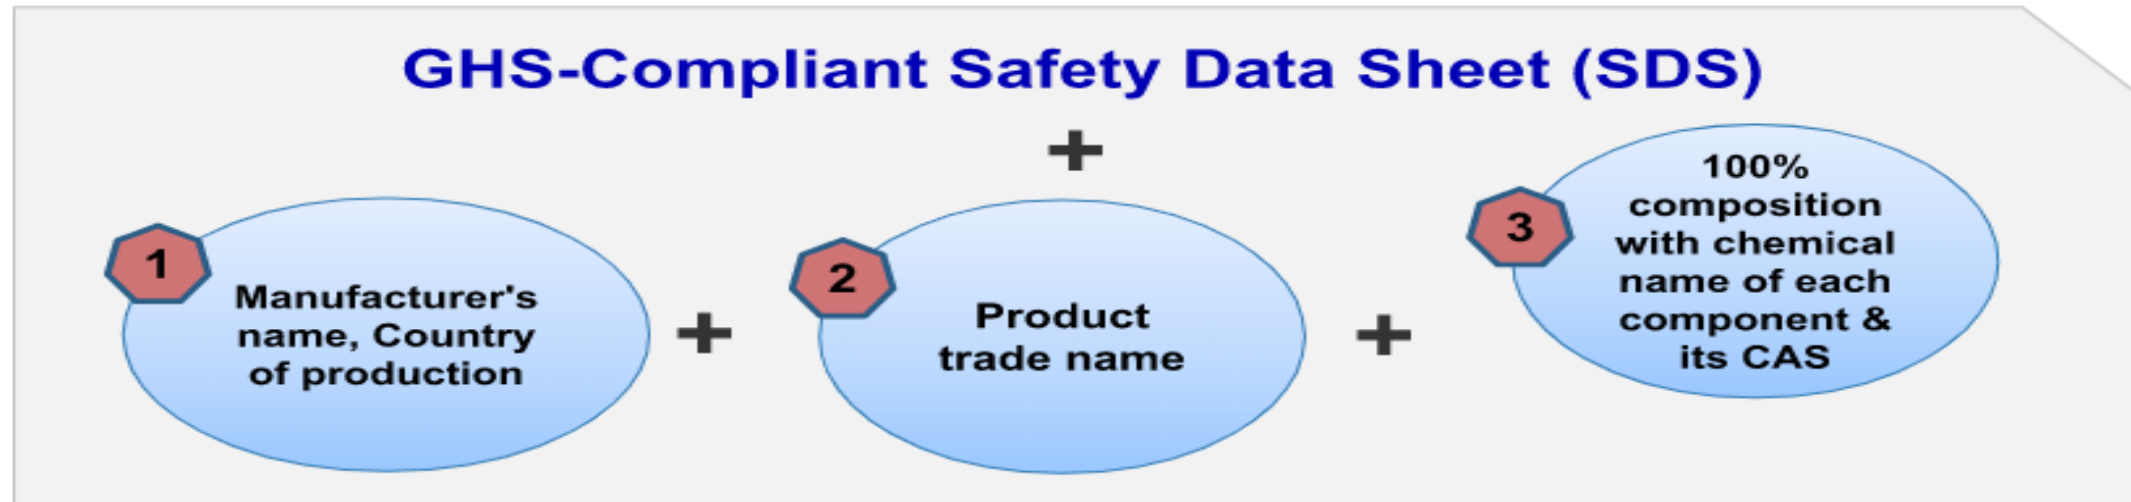 GHS-Compliant Safety Data Sheet (SDS)
+
1
Manufacturer's
name, Country
of production
+
2
Product
trade name
+
3
100%
composition
with chemical
name of each
component &
its CAS